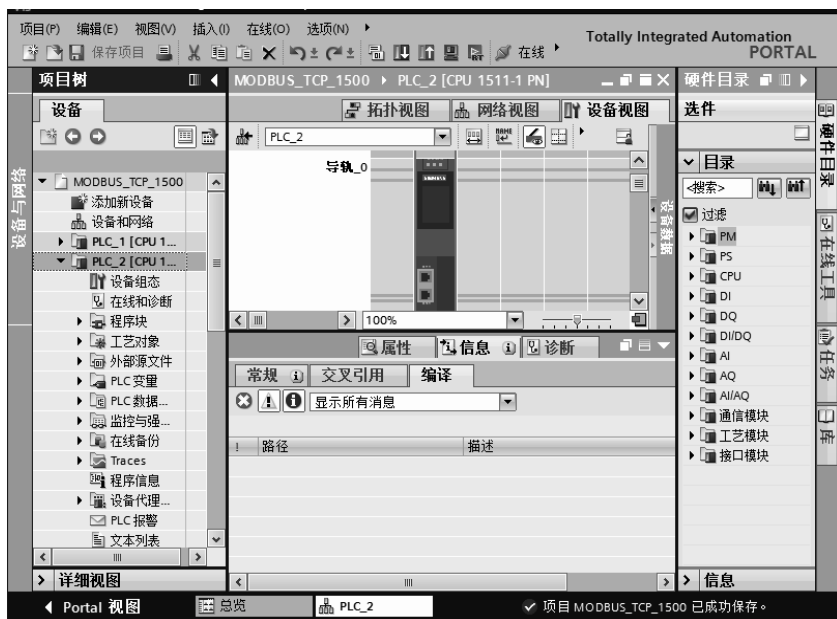 项目(P) 编辑(E) 视图(V) 插入(I) 在线(O) 选项(N)
Totally Integrated Automation
PORTAL
保存项目 在线
项目树
MODBUS_TCP_1500 PLC_2 [CPU 1511-1 PN]
硬件目录
设备
拓扑视图 网络视图 设备视图
选件
PLC_2
导轨_0
SIEMENS
目录
<搜索>
过滤
MODBUS_TCP_1500
添加新设备
设备和网络
PLC_1 [CPU 1...
PLC_2 [CPU 1...
设备组态
在线和诊断
程序块
工艺对象
外部源文件
PLC 变量
PLC 数据...
监控与强...
在线备份
Traces
程序信息
设备代理...
PLC 报警
文本列表
设备与网络
设备数据
100%
属性 信息 诊断
常规 交叉引用 编译
显示所有消息
! 路径 描述
PM
PS
CPU
DI
DQ
DI/DQ
AI
AQ
AI/AQ
通信模块
工艺模块
接口模块
硬件目录
在线工具
任务
库
详细视图
信息
Portal 视图 总览 PLC_2 项目 MODBUS_TCP_1500 已成功保存。